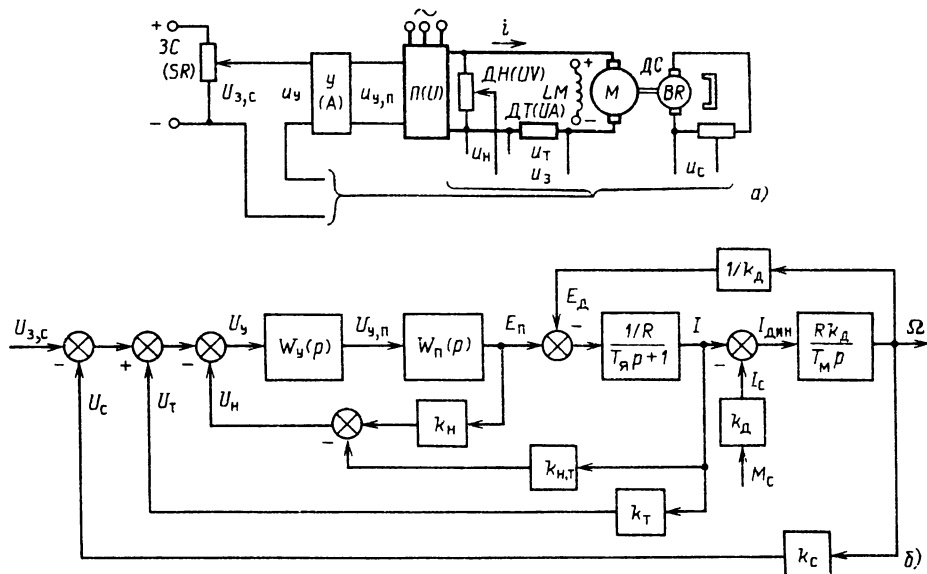 +
~
i
ЗС
(SR)
U₃,с
uу
У
(А)
uу,п
П(U)
ДН(UV)
ДТ(UA)
+
LM
−
М
ДС
BR
−
uн
uт
uз
uс
а)
1/kд
Eд
Uз,с
−
+
−
Uу
Wу(p)
Uу,п
Wп(p)
Eп
−
1/R
Tяp+1
I
−
Iдин
Rkд
Tмp
Ω
Uс
Uт
Uн
−
kн
Iс
kд
Mс
kн,т
kт
kс
б)